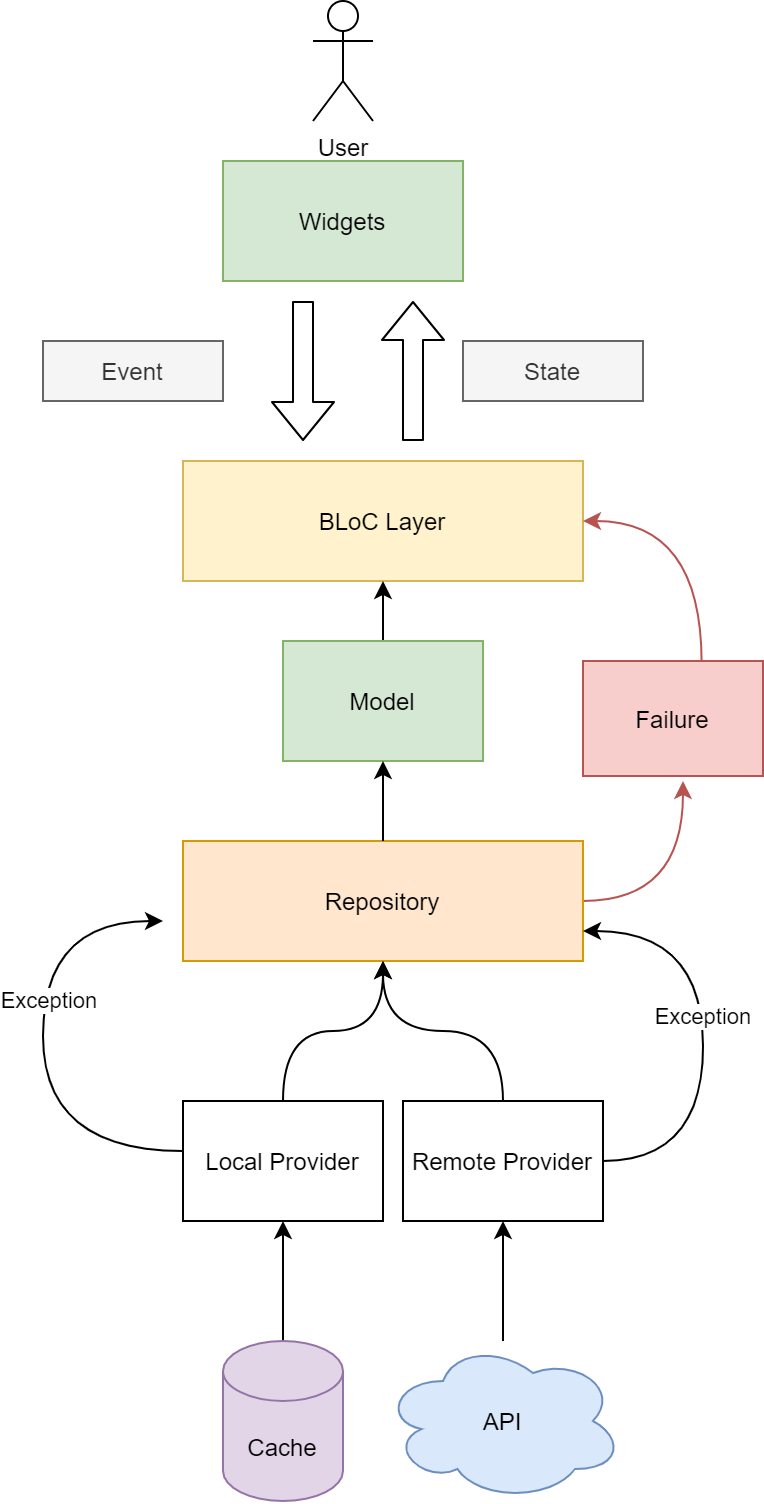 User
Widgets
Event
State
BLoC Layer
Model
Failure
Repository
Exception
Exception
Local Provider
Remote Provider
Cache
API